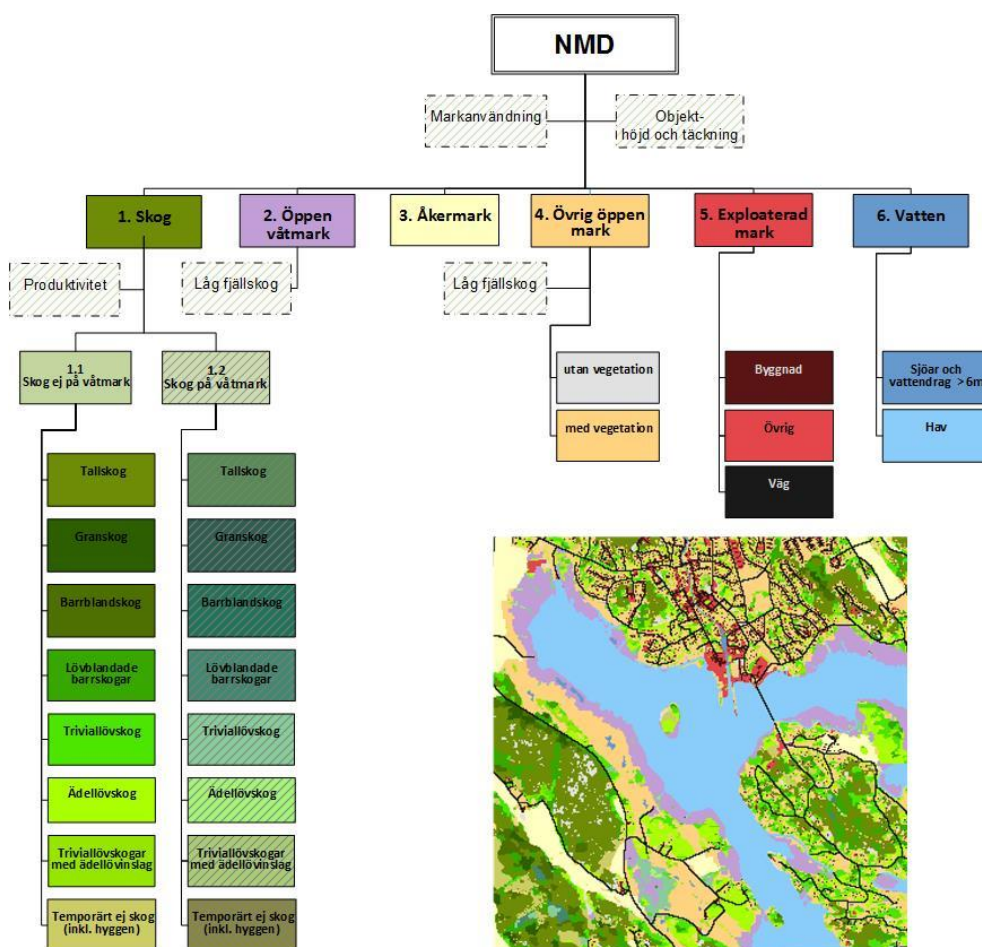 NMD
Markanvändning
Objekt-
höjd och täckning
1. Skog
2. Öppen
våtmark
3. Åkermark
4. Övrig öppen
mark
5. Exploaterad
mark
6. Vatten
Produktivitet
Låg fjällskog
Låg fjällskog
1.1
Skog ej på våtmark
1.2
Skog på våtmark
utan vegetation
med vegetation
Byggnad
Övrig
Väg
Sjöar och
vattendrag >6m
Hav
Tallskog
Granskog
Barrblandskog
Lövblandade
barrskogar
Triviallövskog
Ädellövskog
Triviallövskogar
med ädellövinslag
Temporärt ej skog
(inkl. hyggen)
Tallskog
Granskog
Barrblandskog
Lövblandade
barrskogar
Triviallövskog
Ädellövskog
Triviallövskogar
med ädellövinslag
Temporärt ej skog
(inkl. hyggen)